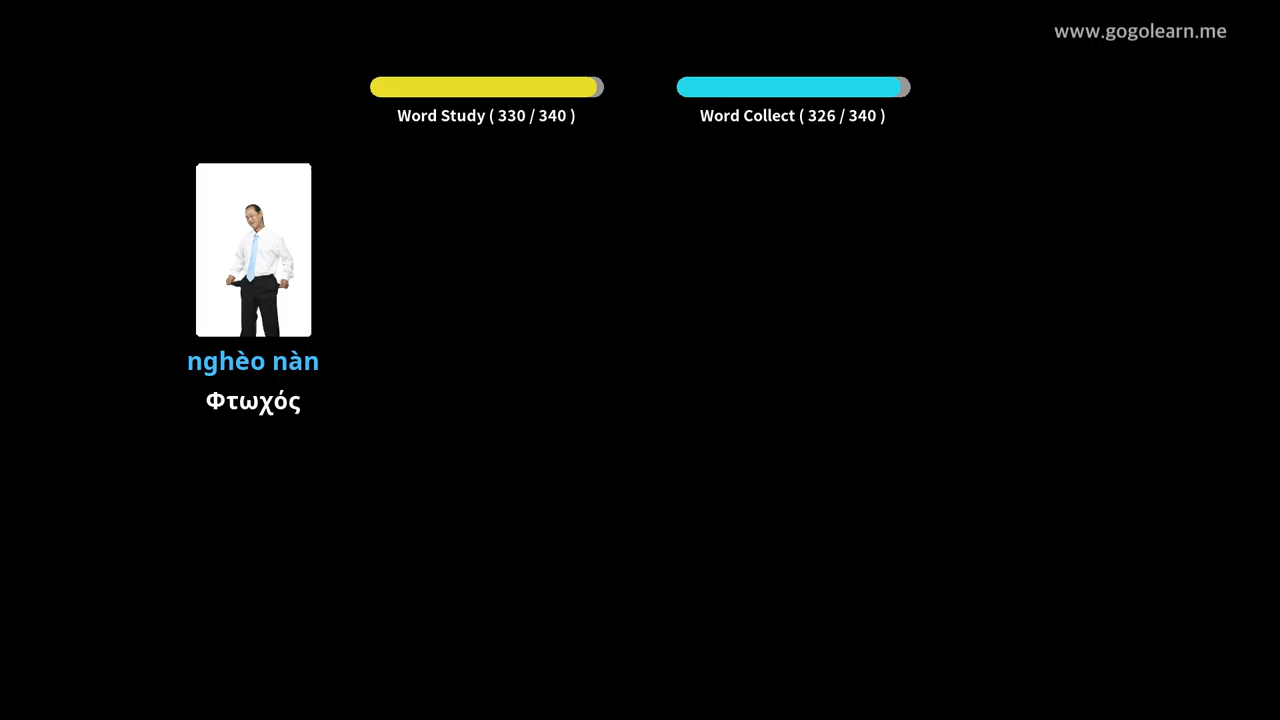 www.gogolearn.me
Word Study ( 330 / 340 )
Word Collect ( 326 / 340 )
nghèo nàn
Φτωχός